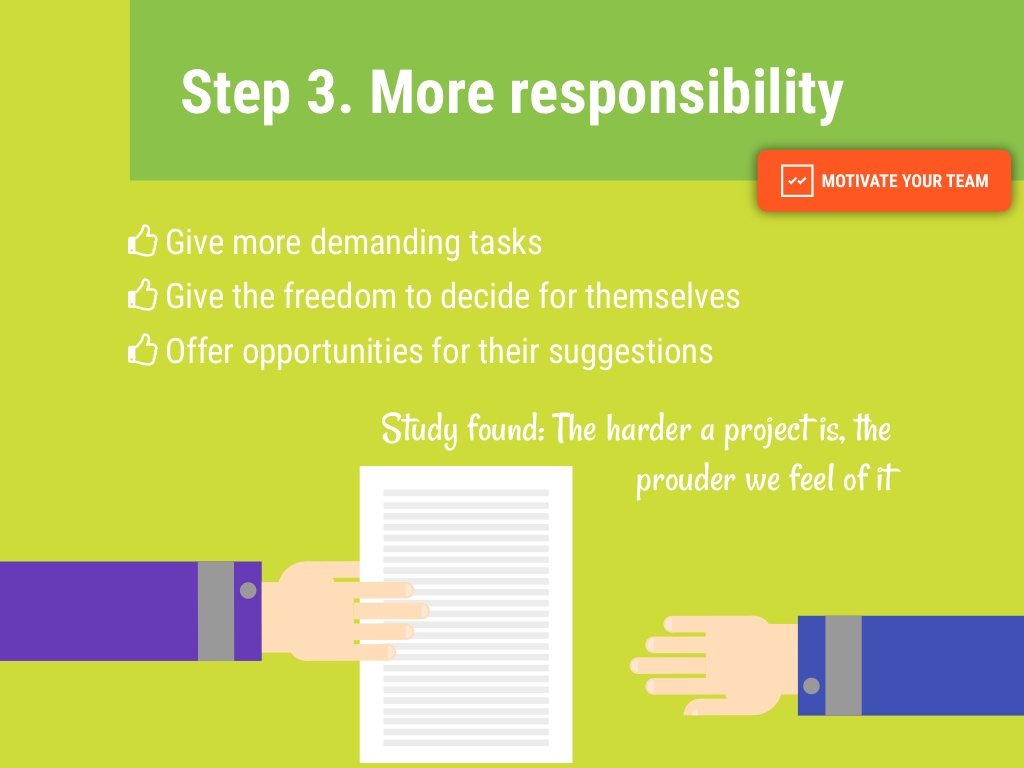 Step 3. More responsibility
MOTIVATE YOUR TEAM
Give more demanding tasks
Give the freedom to decide for themselves
Offer opportunities for their suggestions
Study found: The harder a project is, the
prouder we feel of it